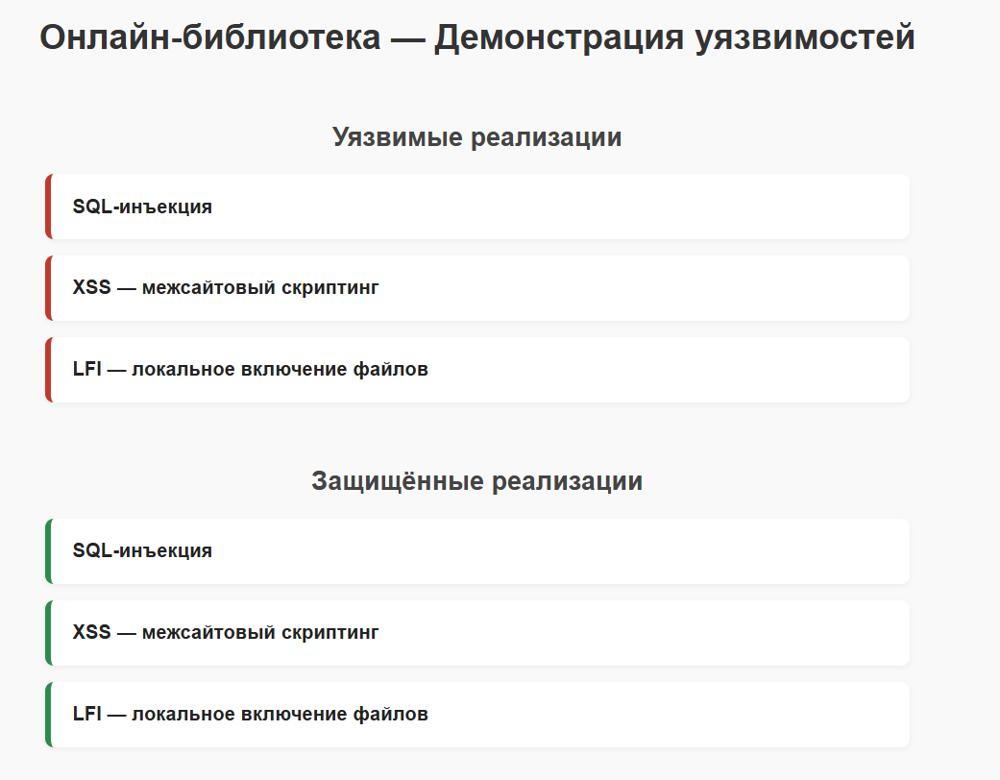 Онлайн-библиотека — Демонстрация уязвимостей
Уязвимые реализации
SQL-инъекция
XSS — межсайтовый скриптинг
LFI — локальное включение файлов
Защищённые реализации
SQL-инъекция
XSS — межсайтовый скриптинг
LFI — локальное включение файлов